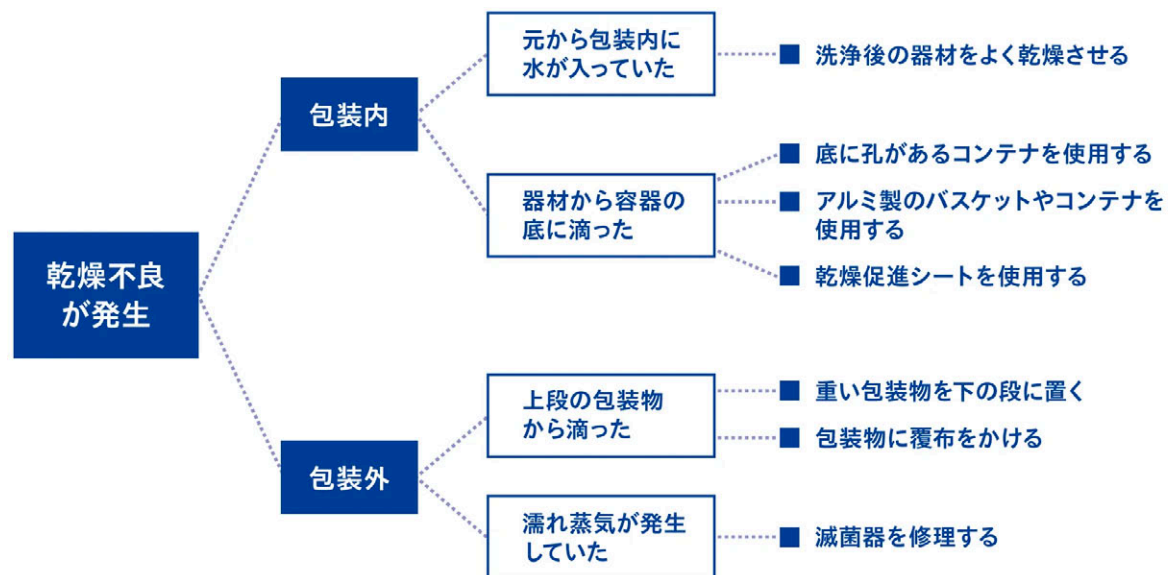 乾燥不良
が発生
包装内
元から包装内に
水が入っていた
■ 洗浄後の器材をよく乾燥させる
器材から容器の
底に滴った
■ 底に孔があるコンテナを使用する
■ アルミ製のバスケットやコンテナを
使用する
■ 乾燥促進シートを使用する
包装外
上段の包装物
から滴った
■ 重い包装物を下の段に置く
■ 包装物に覆布をかける
濡れ蒸気が発生
していた
■ 滅菌器を修理する